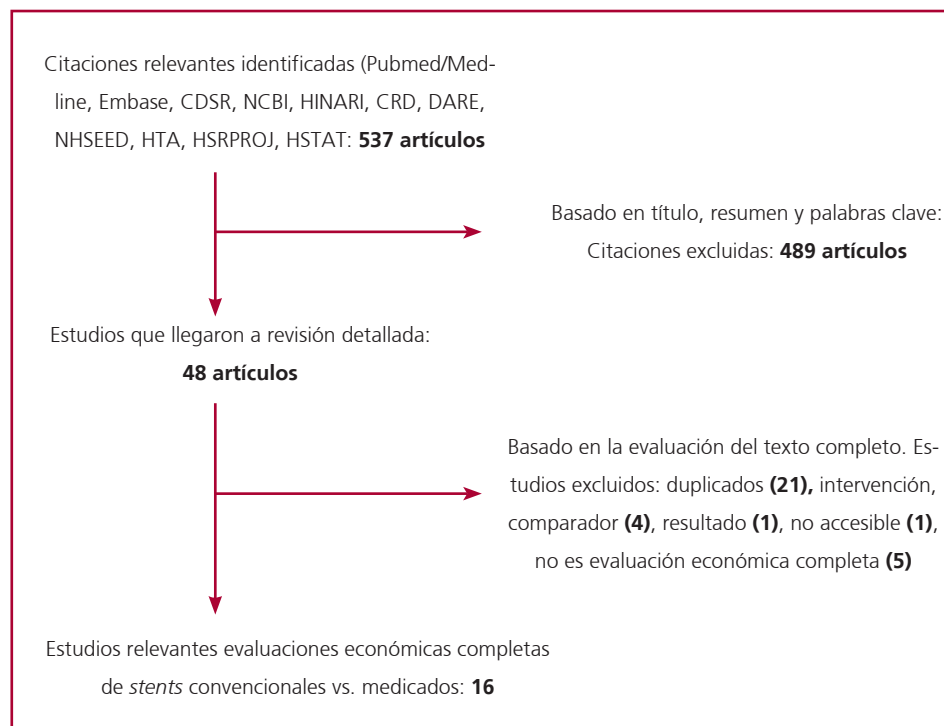 Citaciones relevantes identificadas (Pubmed/Med-
line, Embase, CDSR, NCBI, HINARI, CRD, DARE,
NHSEED, HTA, HSRPROJ, HSTAT: 537 artículos
Basado en título, resumen y palabras clave:
Citaciones excluidas: 489 artículos
Estudios que llegaron a revisión detallada:
48 artículos
Basado en la evaluación del texto completo. Es-
tudios excluidos: duplicados (21), intervención,
comparador (4), resultado (1), no accesible (1),
no es evaluación económica completa (5)
Estudios relevantes evaluaciones económicas completas
de stents convencionales vs. medicados: 16